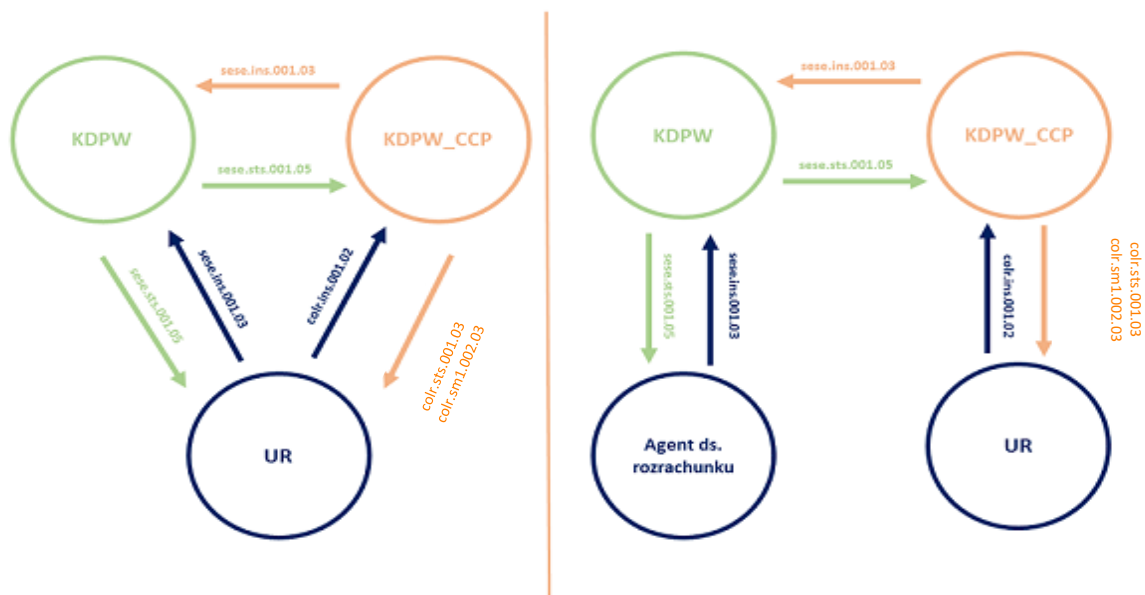 sese.ins.001.03
KDPW
KDPW_CCP
sese.sts.001.05
sese.sts.001.05
sese.ins.001.03
colr.ins.001.02
colr.sts.001.03
colr.sm1.002.03
UR
sese.ins.001.03
KDPW
KDPW_CCP
sese.sts.001.05
sese.sts.001.05
sese.ins.001.03
colr.ins.001.02
colr.sts.001.03
colr.sm1.002.03
Agent ds.
rozrachunku
UR